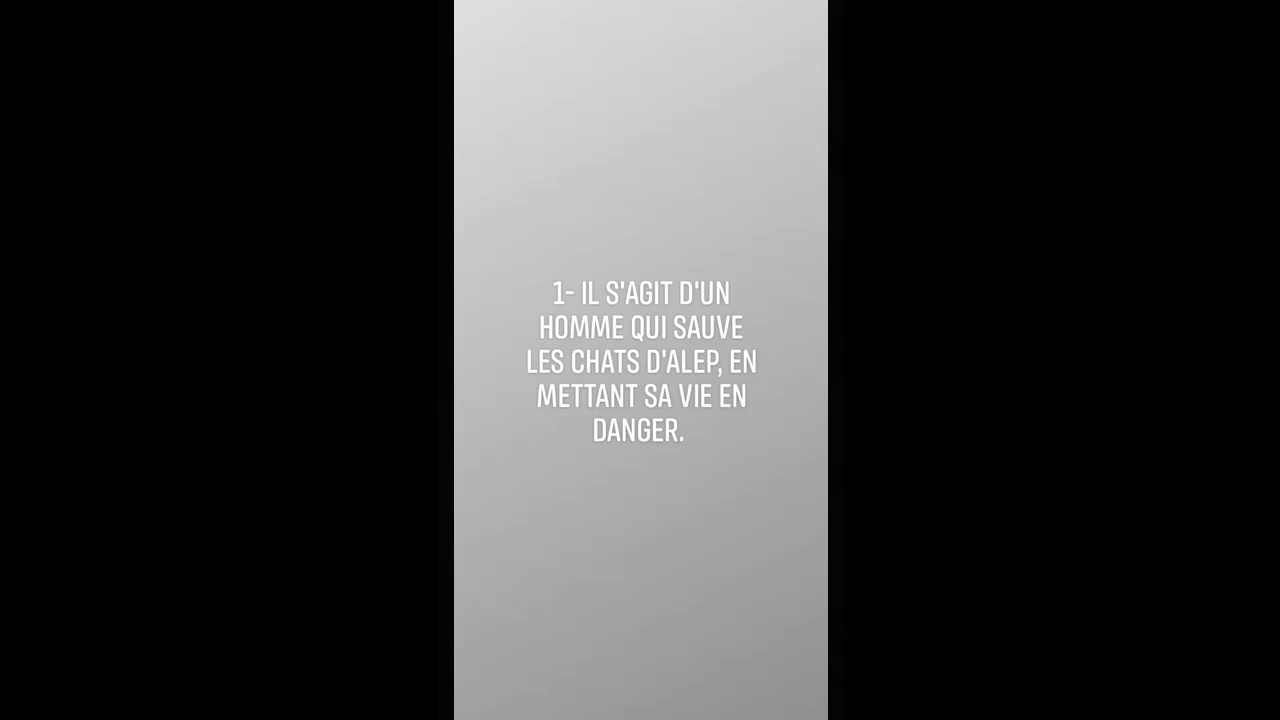 1- IL S'AGIT D'UN
HOMME QUI SAUVE
LES CHATS D'ALEP, EN
METTANT SA VIE EN
DANGER.